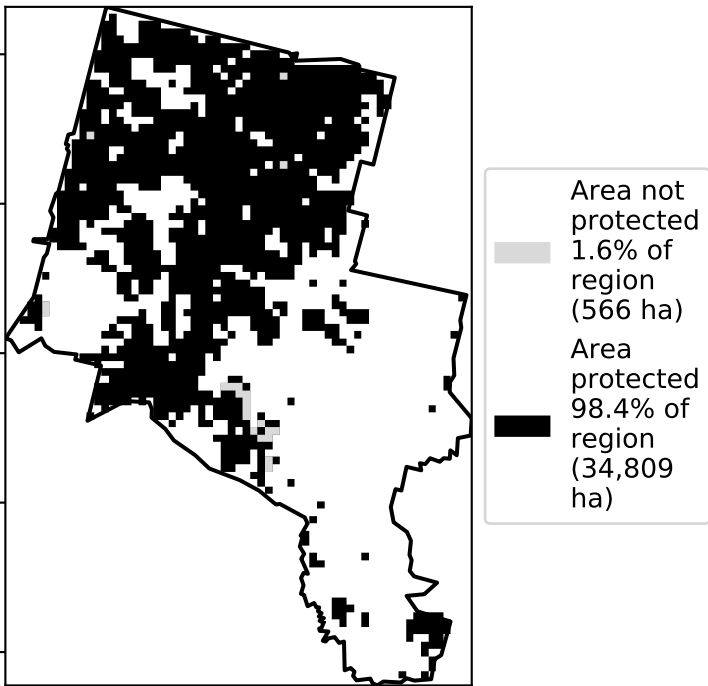 Area not
protected
1.6% of
region
(566 ha)
Area
protected
98.4% of
region
(34,809
ha)